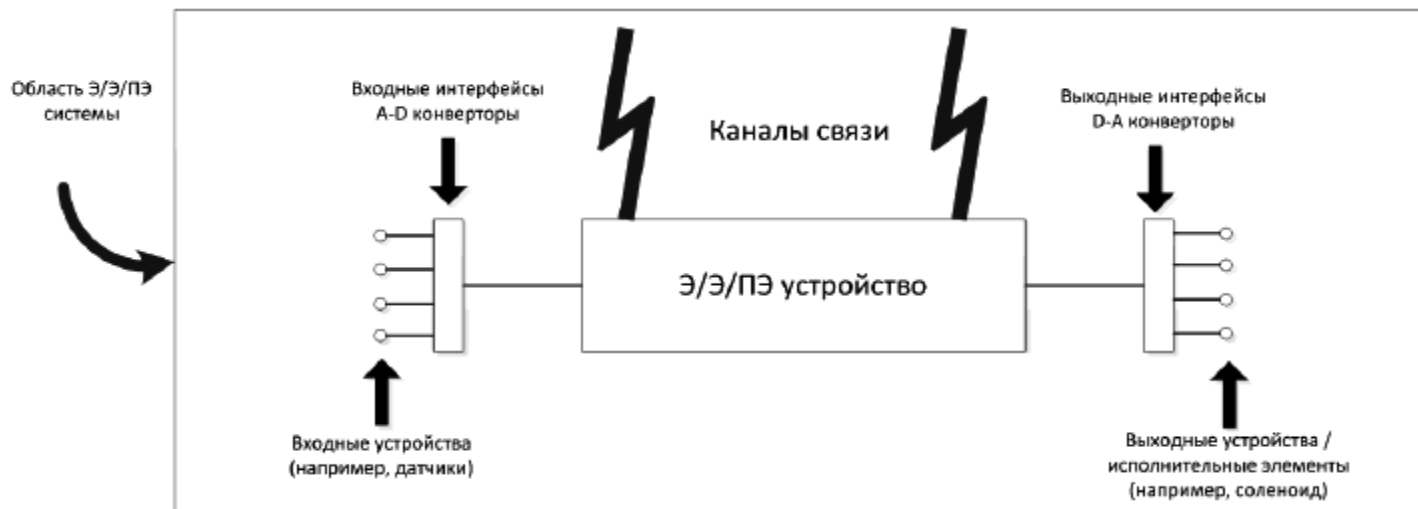 Область Э/Э/ПЭ
системы
Входные интерфейсы
A-D конверторы
Каналы связи
Выходные интерфейсы
D-A конверторы
Э/Э/ПЭ устройство
Входные устройства
(например, датчики)
Выходные устройства /
исполнительные элементы
(например, соленоид)